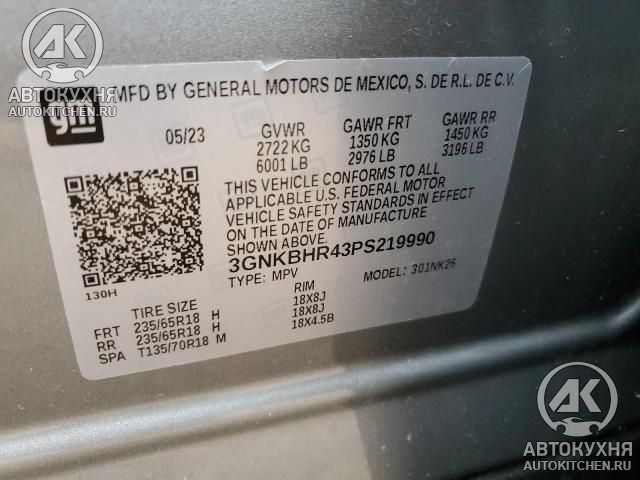 AK
АВТОКУХНЯ
AUTOKITCHEN.RU
gm
MFD BY GENERAL MOTORS DE MEXICO, S. DE R.L. DE C.V.
05/23 GVWR GAWR FRT GAWR RR
2722 KG 1350 KG 1450 KG
6001 LB 2976 LB 3196 LB
THIS VEHICLE CONFORMS TO ALL
APPLICABLE U.S. FEDERAL MOTOR
VEHICLE SAFETY STANDARDS IN EFFECT
ON THE DATE OF MANUFACTURE
SHOWN ABOVE.
3GNKBHR43PS219990
130H TYPE: MPV MODEL: 301NK26
TIRE SIZE RIM
FRT 235/65R18 H 18X8J
RR 235/65R18 H 18X8J
SPA T135/70R18 M 18X4.5B
AK
АВТОКУХНЯ
AUTOKITCHEN.RU